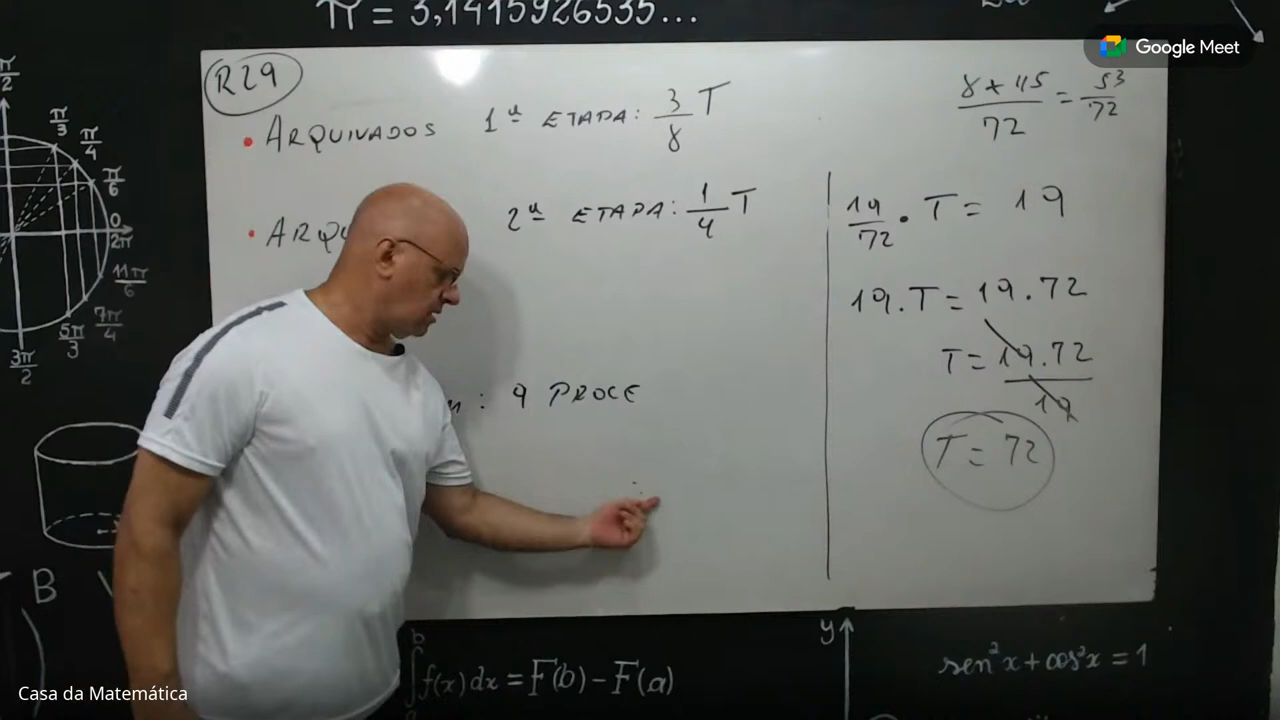 π = 3,1415926535...
Google Meet
R29
• ARQUIVADOS 1ª ETAPA: 3/8 T
• ARQU 2ª ETAPA: 1/4 T
: 9 PROCE
8 + 45 / 72 = 53/72
19/72 . T = 19
19.T = 19.72
T = 19.72 / 19
T = 72
π/2
π/3
π/4
π/6
0
2π
11π/6
7π/4
5π/3
3π/2
B
∫ b f(x)dx = F(b) - F(a)
y
sen²x + cos²x = 1
Casa da Matemática